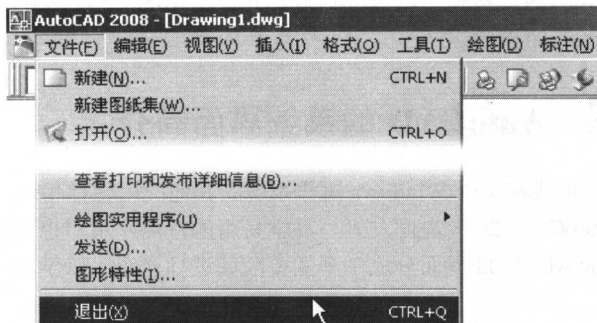 AutoCAD 2008 - [Drawing1.dwg]
文件(F) 编辑(E) 视图(V) 插入(I) 格式(O) 工具(T) 绘图(D) 标注(N)
新建(N)... CTRL+N
新建图纸集(W)...
打开(O)... CTRL+O
查看打印和发布详细信息(B)...
绘图实用程序(U)
发送(D)...
图形特性(I)...
退出(X) CTRL+Q